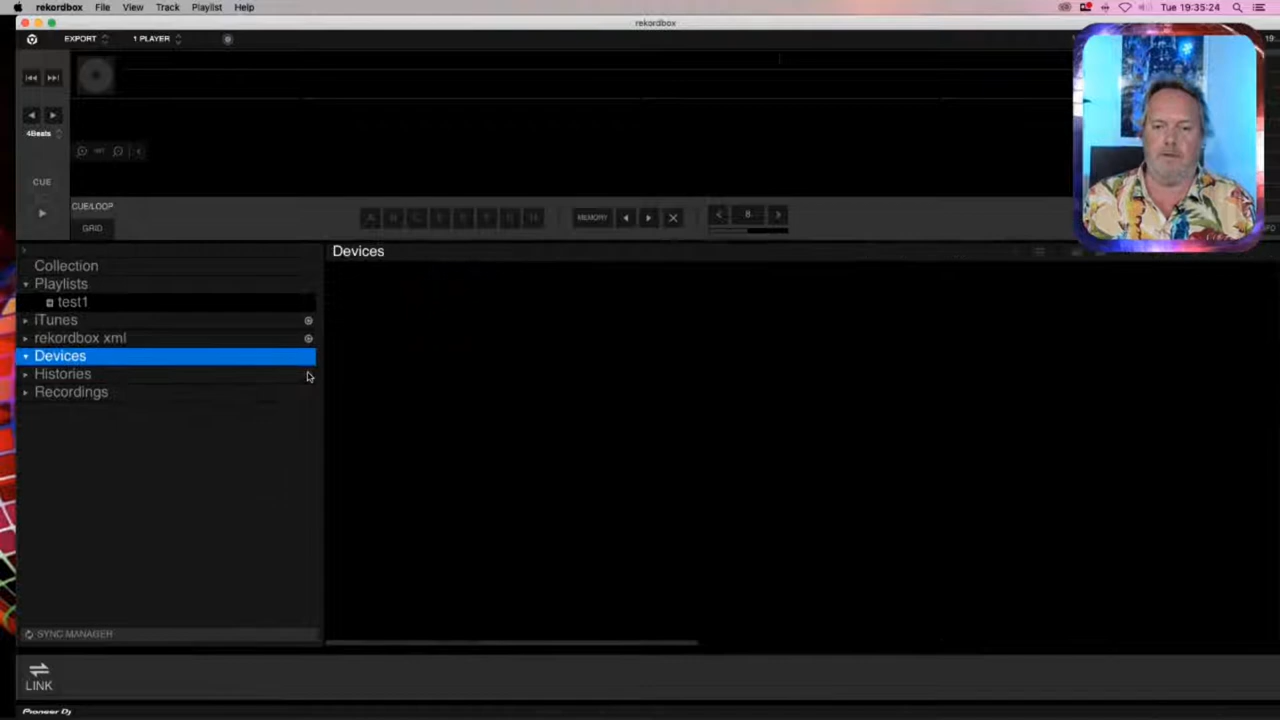 rekordbox File View Track Playlist Help Tue 19:35:24
rekordbox
EXPORT 1 PLAYER 19:
4Beats
CUE
CUE/LOOP
GRID
MEMORY 8
Devices
Collection
Playlists
test1
iTunes
rekordbox xml
Devices
Histories
Recordings
SYNC MANAGER
LINK
Pioneer Dj